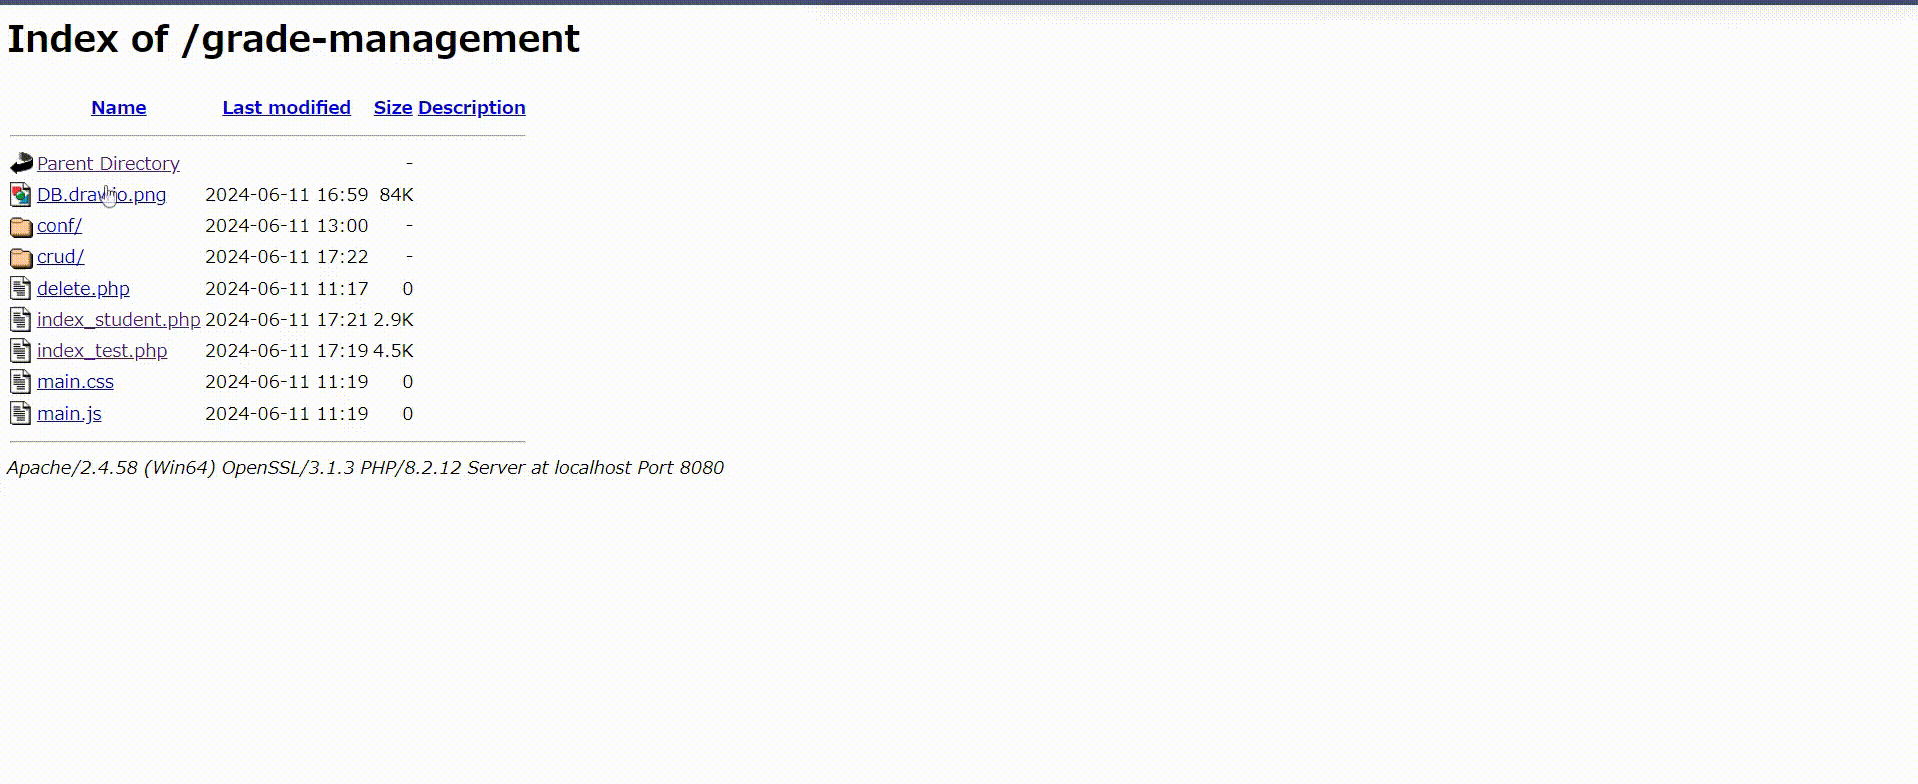 Index of /grade-management
Name Last modified Size Description
Parent Directory -
DB.drawio.png 2024-06-11 16:59 84K
conf/ 2024-06-11 13:00 -
crud/ 2024-06-11 17:22 -
delete.php 2024-06-11 11:17 0
index_student.php 2024-06-11 17:21 2.9K
index_test.php 2024-06-11 17:19 4.5K
main.css 2024-06-11 11:19 0
main.js 2024-06-11 11:19 0
Apache/2.4.58 (Win64) OpenSSL/3.1.3 PHP/8.2.12 Server at localhost Port 8080